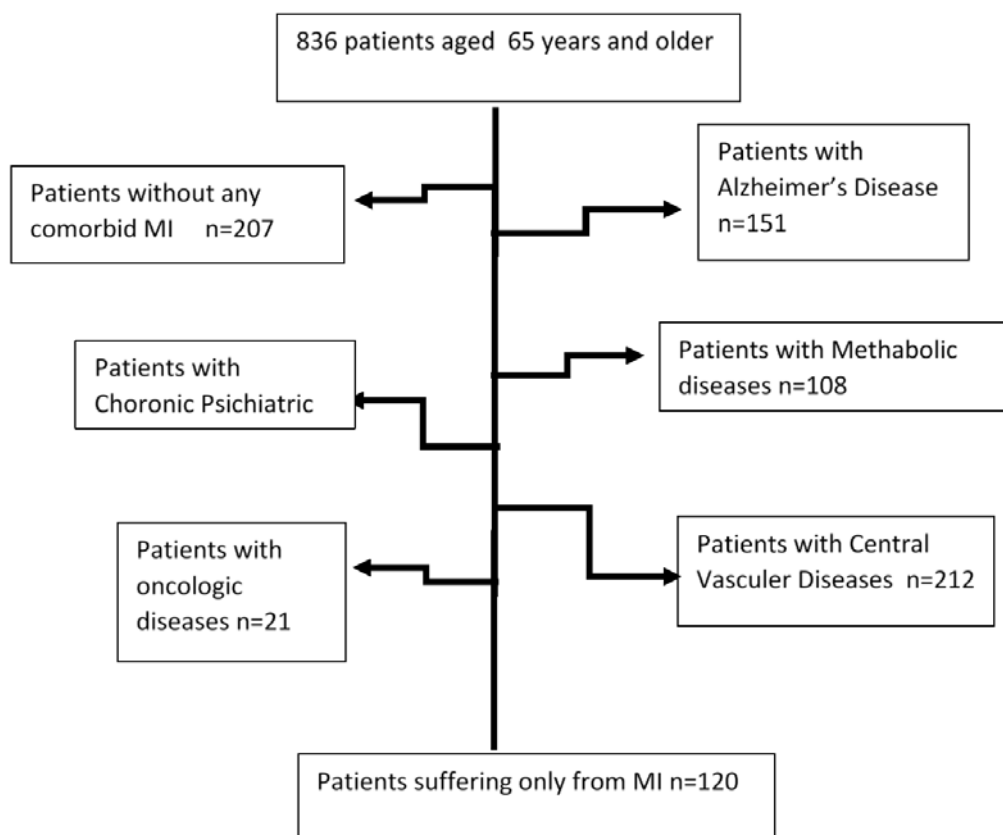 836 patients aged 65 years and older
Patients without any
comorbid MI n=207
Patients with
Alzheimer’s Disease
n=151
Patients with Methabolic
diseases n=108
Patients with
Choronic Psichiatric
Patients with Central
Vasculer Diseases n=212
Patients with
oncologic
diseases n=21
Patients suffering only from MI n=120